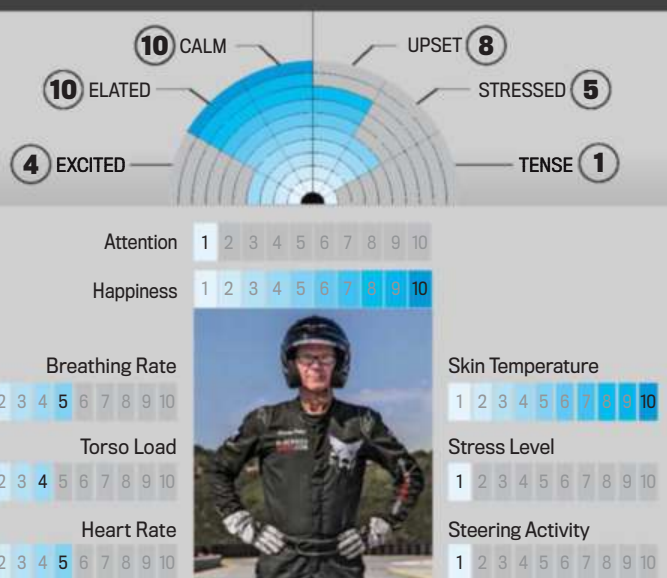 10 CALM
UPSET 8
10 ELATED
STRESSED 5
4 EXCITED
TENSE 1
Attention 1 2 3 4 5 6 7 8 9 10
Happiness 1 2 3 4 5 6 7 8 9 10
Breathing Rate
2 3 4 5 6 7 8 9 10
Skin Temperature
1 2 3 4 5 6 7 8 9 10
Torso Load
2 3 4 5 6 7 8 9 10
Stress Level
1 2 3 4 5 6 7 8 9 10
Heart Rate
2 3 4 5 6 7 8 9 10
Steering Activity
1 2 3 4 5 6 7 8 9 10